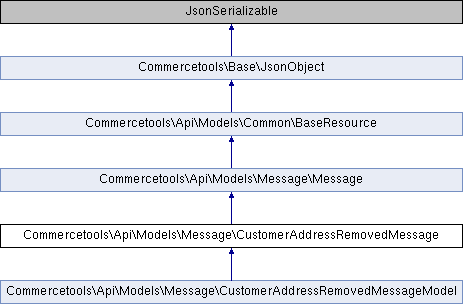 JsonSerializable
Commercetools\Base\JsonObject
Commercetools\Api\Models\Common\BaseResource
Commercetools\Api\Models\Message\Message
Commercetools\Api\Models\Message\CustomerAddressRemovedMessage
Commercetools\Api\Models\Message\CustomerAddressRemovedMessageModel